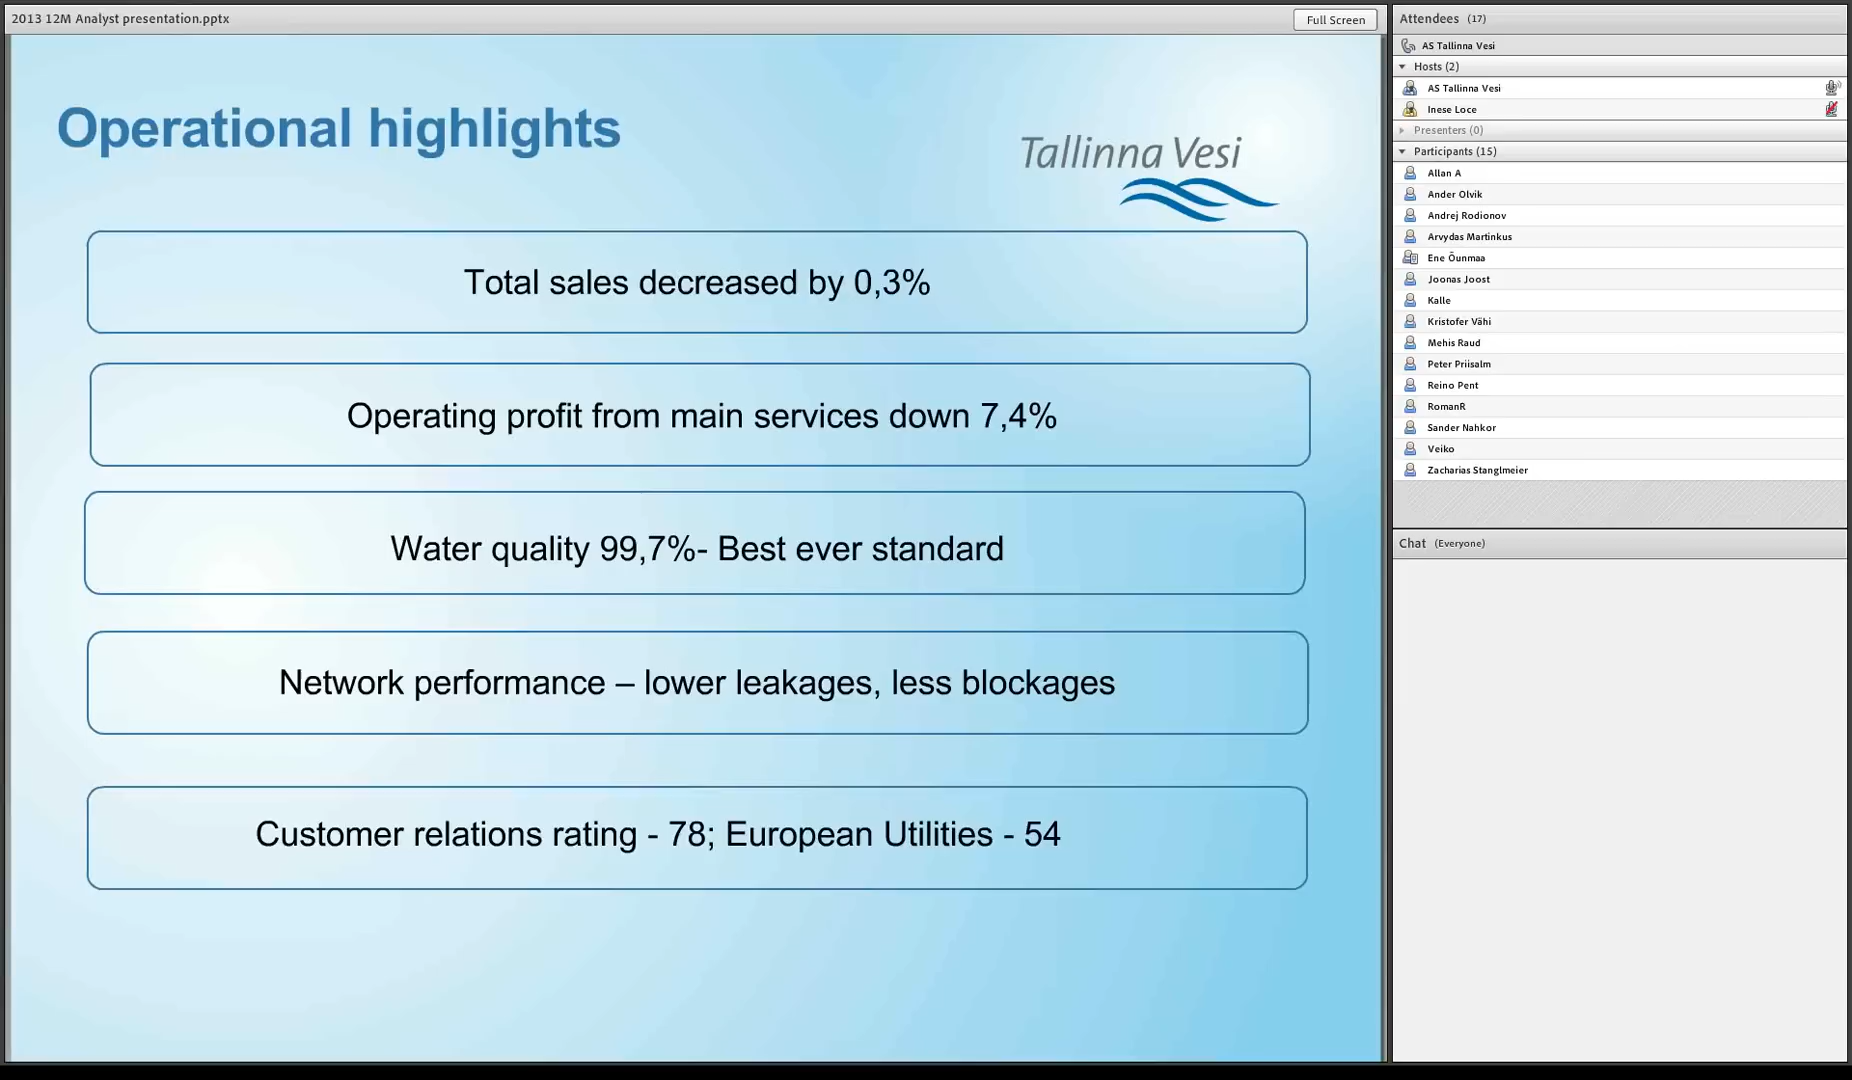 2013 12M Analyst presentation.pptx
Full Screen
Operational highlights
Tallinna Vesi
Total sales decreased by 0,3%
Operating profit from main services down 7,4%
Water quality 99,7%- Best ever standard
Network performance – lower leakages, less blockages
Customer relations rating - 78; European Utilities - 54
Attendees (17)
AS Tallinna Vesi
Hosts (2)
AS Tallinna Vesi
Inese Loce
Presenters (0)
Participants (15)
Allan A
Ander Olvik
Andrej Rodionov
Arvydas Martinkus
Ene Õunmaa
Joonas Joost
Kalle
Kristofer Vähi
Mehis Raud
Peter Priisalm
Reino Pent
RomanR
Sander Nahkor
Veiko
Zacharias Stanglmeier
Chat (Everyone)